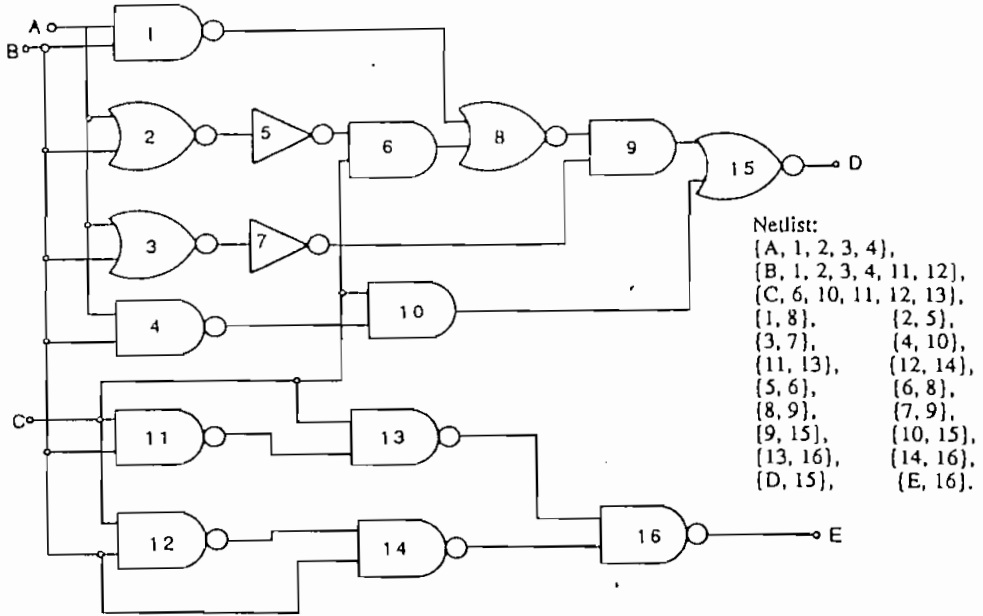 A
1
B
2
5
6
8
9
15
D
3
7
4
10
C
11
13
12
14
16
E
Netlist:
{A, 1, 2, 3, 4},
{B, 1, 2, 3, 4, 11, 12},
{C, 6, 10, 11, 12, 13},
{1, 8}, {2, 5},
{3, 7}, {4, 10},
{11, 13}, {12, 14},
{5, 6}, {6, 8},
{8, 9}, {7, 9},
{9, 15}, {10, 15},
{13, 16}, {14, 16},
{D, 15}, {E, 16}.